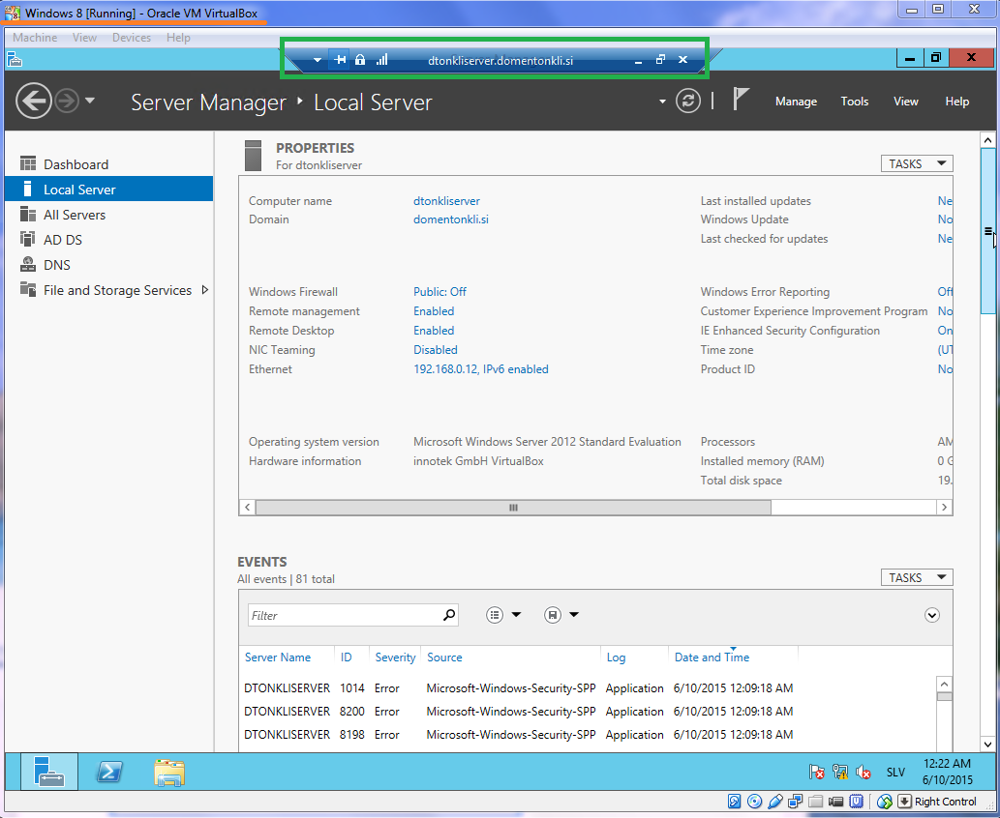 Windows 8 [Running] - Oracle VM VirtualBox
Machine View Devices Help
dtonkliserver.domentonkli.si
Server Manager ‣ Local Server
Manage Tools View Help
Dashboard
Local Server
All Servers
AD DS
DNS
File and Storage Services
PROPERTIES
For dtonkliserver
TASKS
Computer name dtonkliserver Last installed updates Ne
Domain domentonkli.si Windows Update No
Last checked for updates Ne
Windows Firewall Public: Off Windows Error Reporting Off
Remote management Enabled Customer Experience Improvement Program No
Remote Desktop Enabled IE Enhanced Security Configuration On
NIC Teaming Disabled Time zone (UT
Ethernet 192.168.0.12, IPv6 enabled Product ID No
Operating system version Microsoft Windows Server 2012 Standard Evaluation Processors AM
Hardware information innotek GmbH VirtualBox Installed memory (RAM) 0 G
Total disk space 19.
EVENTS
All events | 81 total
TASKS
Filter
Server Name ID Severity Source Log Date and Time
DTONKLISERVER 1014 Error Microsoft-Windows-Security-SPP Application 6/10/2015 12:09:18 AM
DTONKLISERVER 8200 Error Microsoft-Windows-Security-SPP Application 6/10/2015 12:09:18 AM
DTONKLISERVER 8198 Error Microsoft-Windows-Security-SPP Application 6/10/2015 12:09:18 AM
SLV
12:22 AM
6/10/2015
Right Control